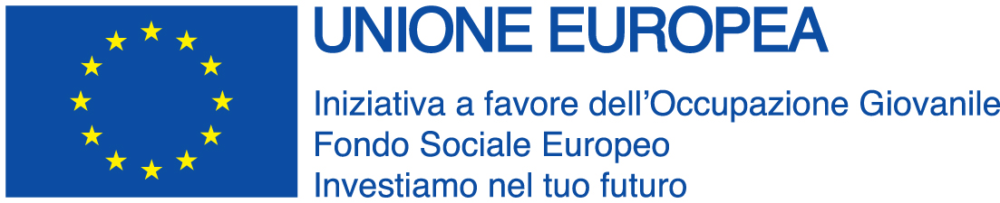 UNIONE EUROPEA
Iniziativa a favore dell’Occupazione Giovanile
Fondo Sociale Europeo
Investiamo nel tuo futuro